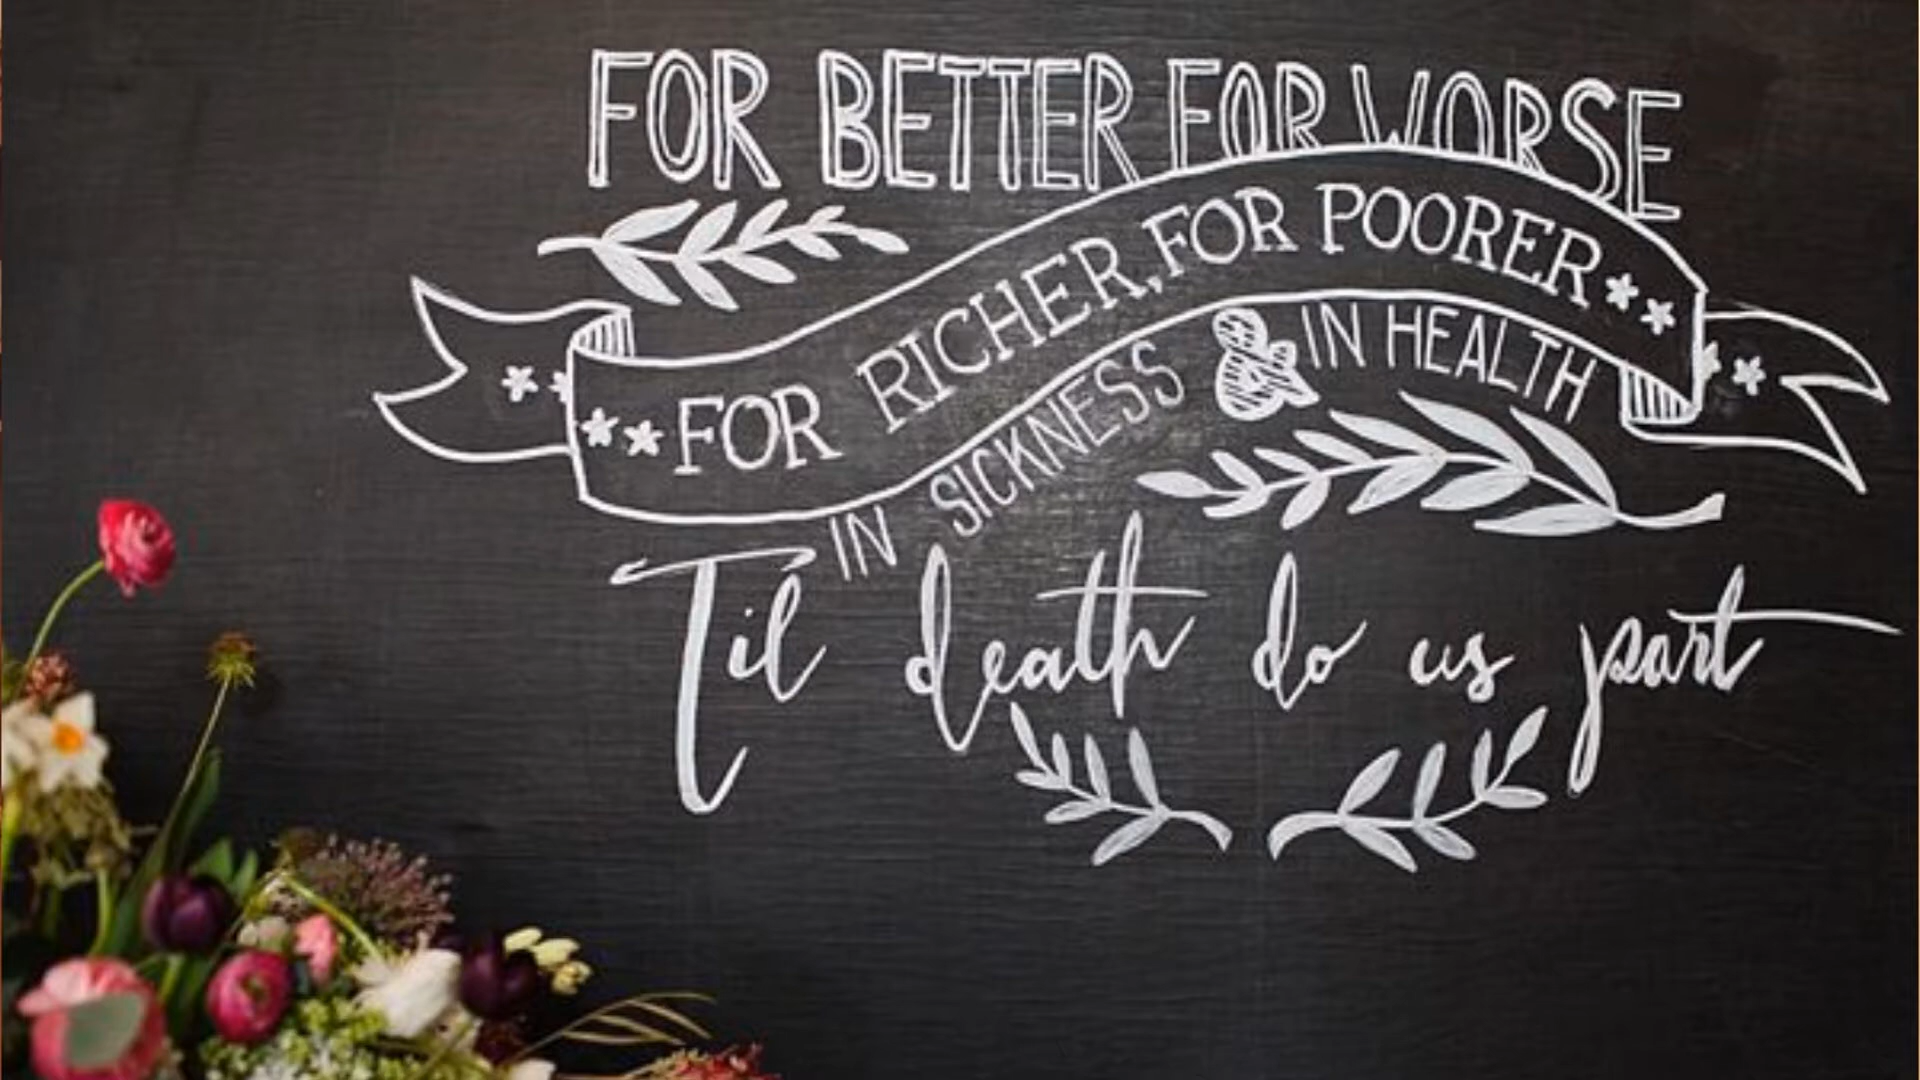 FOR BETTER FOR WORSE
FOR RICHER, FOR POORER
IN SICKNESS & IN HEALTH
Til death do us part